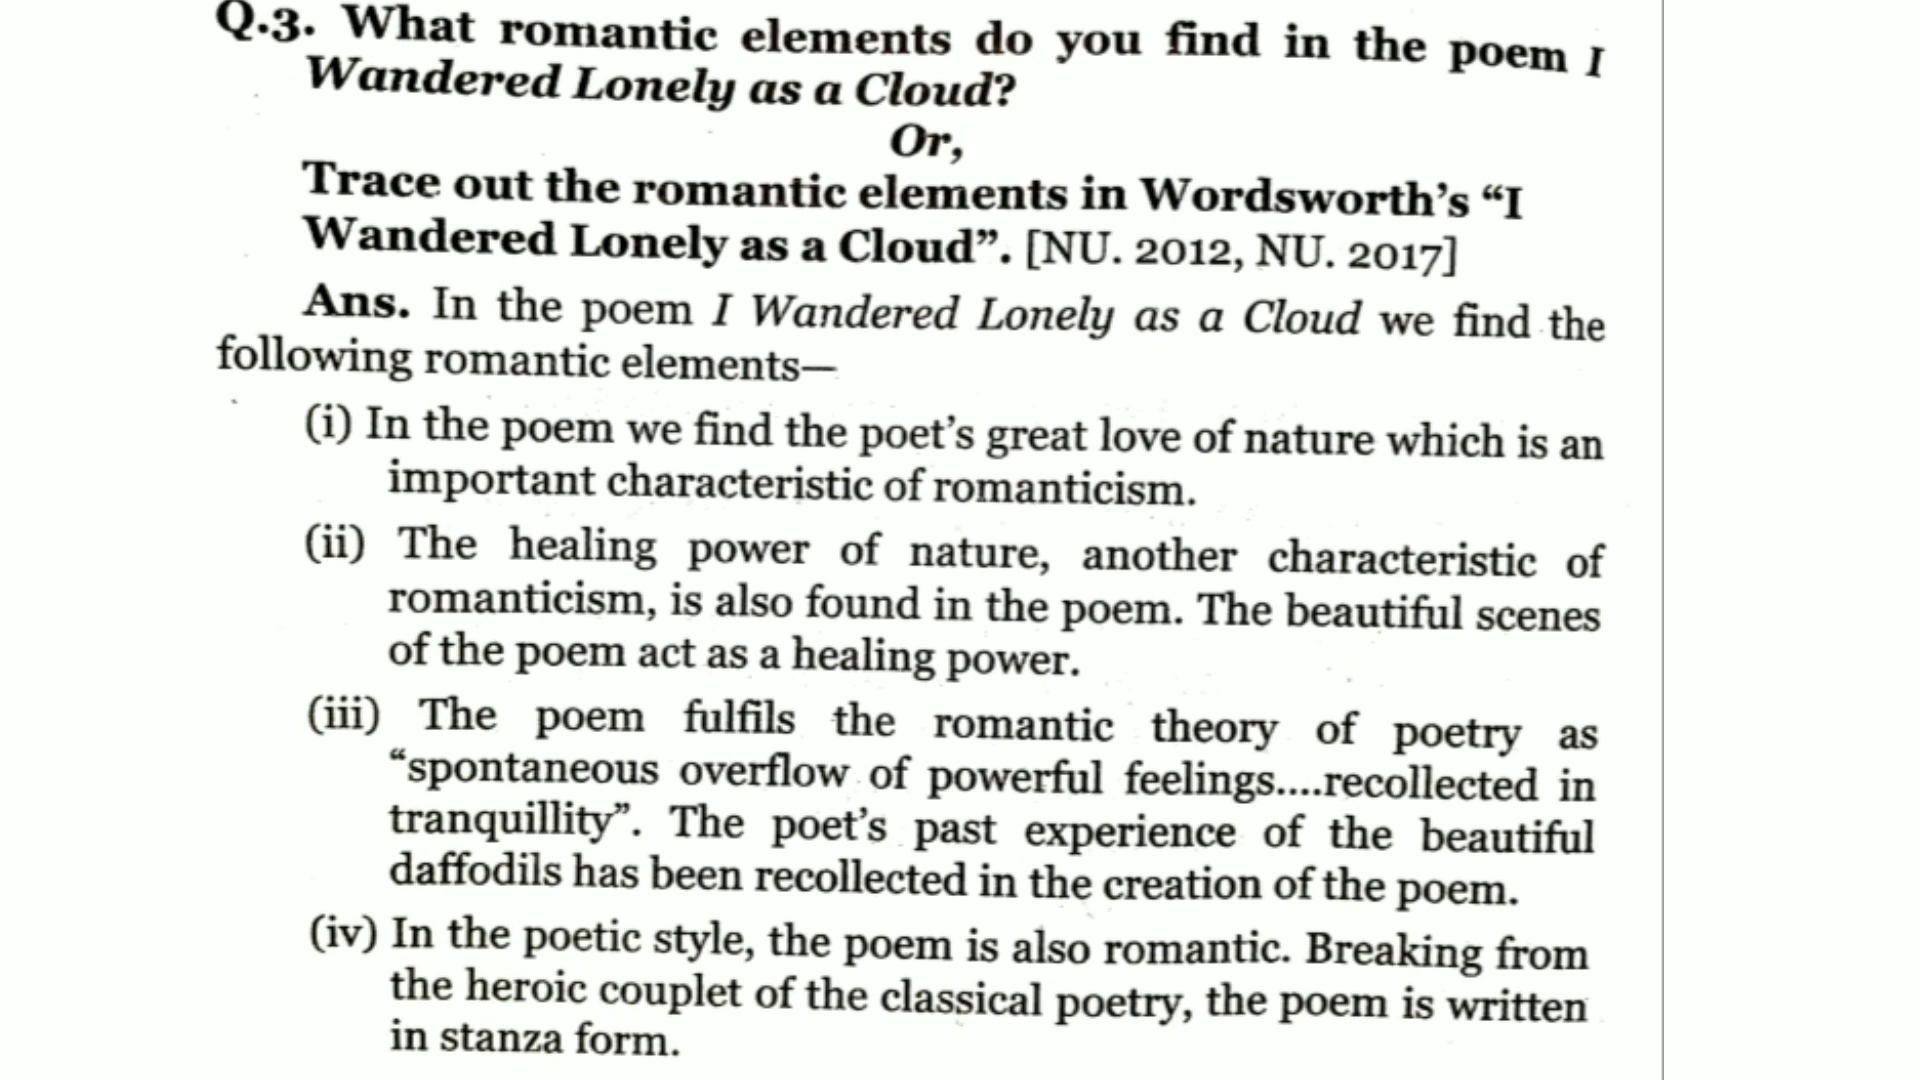 Q.3. What romantic elements do you find in the poem I
Wandered Lonely as a Cloud?
Or,
Trace out the romantic elements in Wordsworth's “I
Wandered Lonely as a Cloud”. [NU. 2012, NU. 2017]
Ans. In the poem I Wandered Lonely as a Cloud we find the
following romantic elements—
(i) In the poem we find the poet's great love of nature which is an
important characteristic of romanticism.
(ii) The healing power of nature, another characteristic of
romanticism, is also found in the poem. The beautiful scenes
of the poem act as a healing power.
(iii) The poem fulfils the romantic theory of poetry as
“spontaneous overflow of powerful feelings....recollected in
tranquillity”. The poet's past experience of the beautiful
daffodils has been recollected in the creation of the poem.
(iv) In the poetic style, the poem is also romantic. Breaking from
the heroic couplet of the classical poetry, the poem is written
in stanza form.